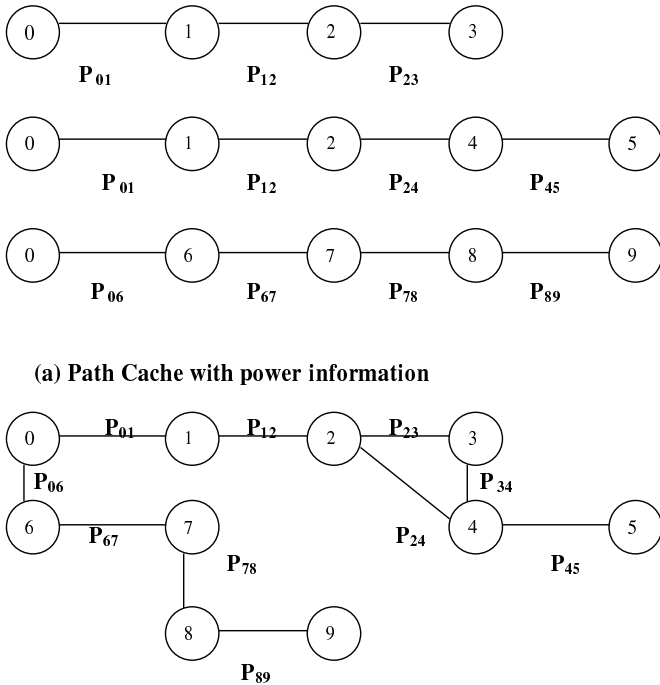 0 1 2 3
P01 P12 P23
0 1 2 4 5
P01 P12 P24 P45
0 6 7 8 9
P06 P67 P78 P89
(a) Path Cache with power information
0 P01 1 P12 2 P23 3
P06 P34
6 P67 7 P24 4 5
P78 P45
8 9
P89